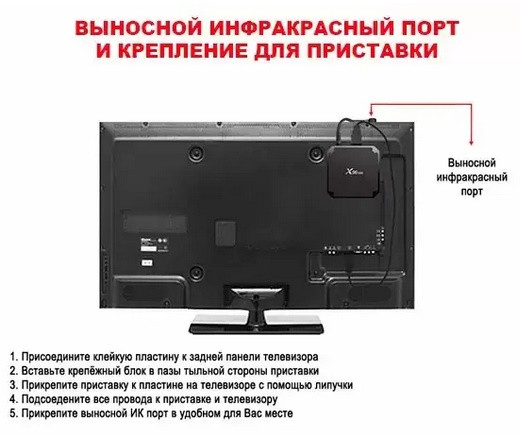 ВЫНОСНОЙ ИНФРАКРАСНЫЙ ПОРТ
И КРЕПЛЕНИЕ ДЛЯ ПРИСТАВКИ
Выносной
инфракрасный
порт
X96
1. Присоедините клейкую пластину к задней панели телевизора
2. Вставьте крепёжный блок в пазы тыльной стороны приставки
3. Прикрепите приставку к пластине на телевизоре с помощью липучки
4. Подсоедините все провода к приставке и телевизору
5. Прикрепите выносной ИК порт в удобном для Вас месте